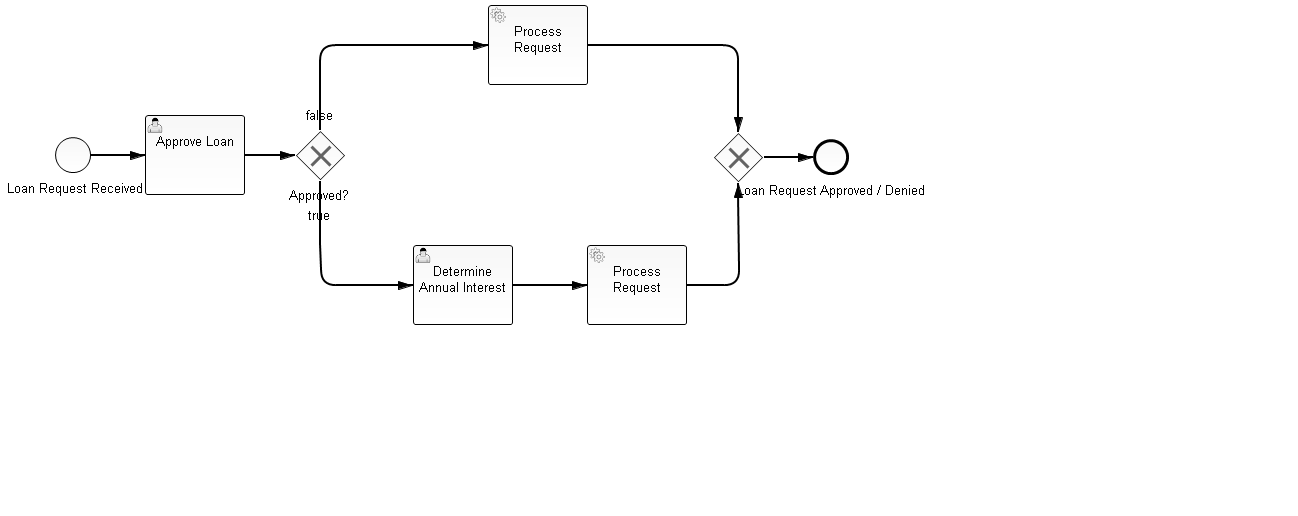 Process
Request
false
Approve Loan
Loan Request Received
Approved?
true
Loan Request Approved / Denied
Determine
Annual Interest
Process
Request